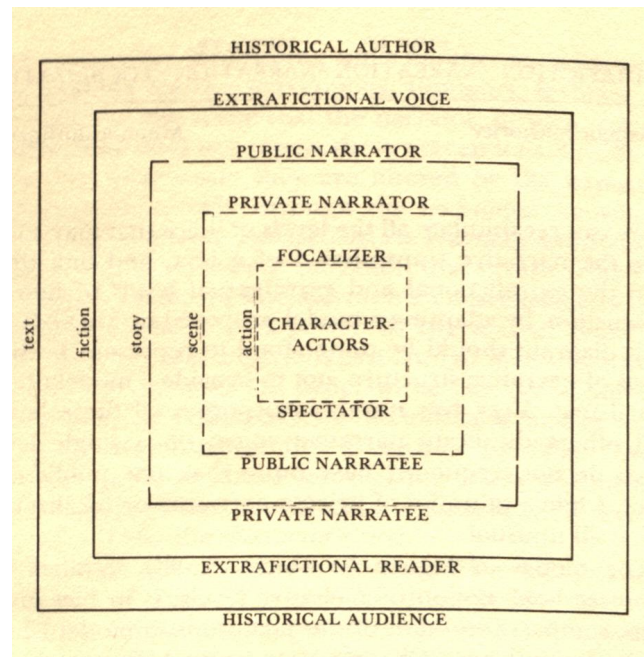 HISTORICAL AUTHOR
EXTRAFICTIONAL VOICE
PUBLIC NARRATOR
PRIVATE NARRATOR
FOCALIZER
CHARACTER-
ACTORS
SPECTATOR
PUBLIC NARRATEE
PRIVATE NARRATEE
EXTRAFICTIONAL READER
HISTORICAL AUDIENCE
text
fiction
story
scene
action